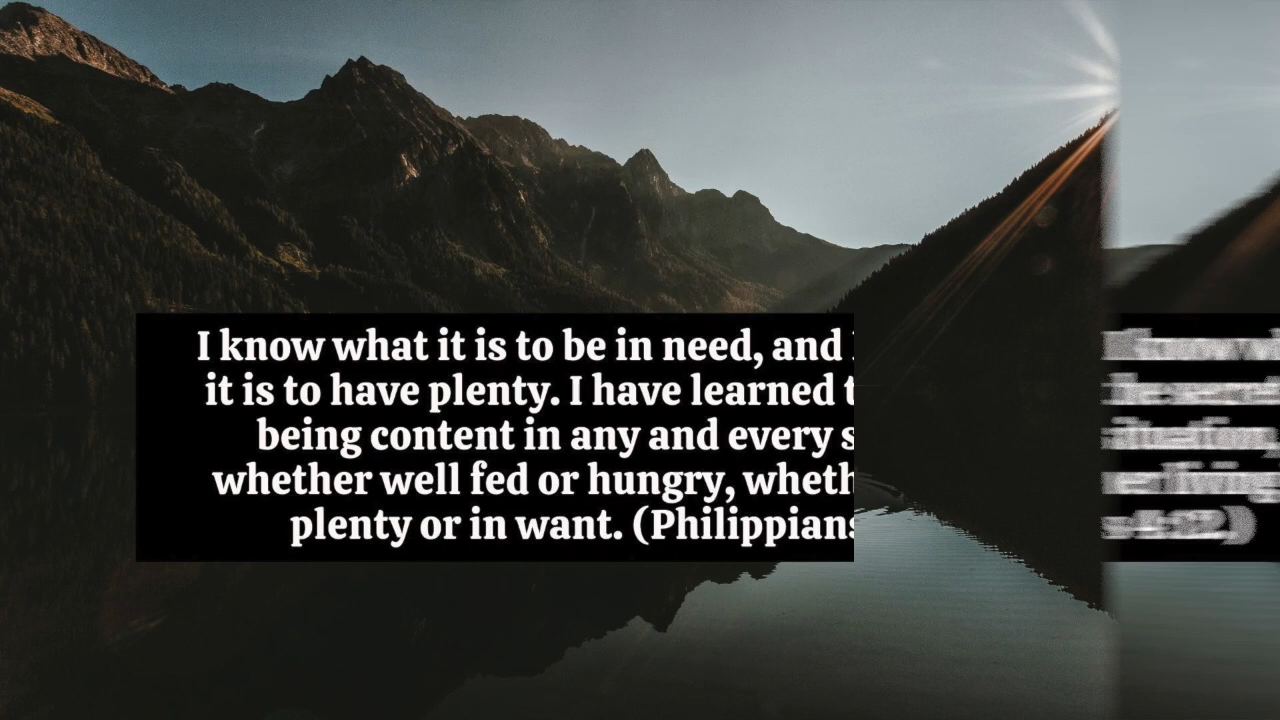 I know what it is to be in need, and I
it is to have plenty. I have learned t
being content in any and every s
whether well fed or hungry, wheth
plenty or in want. (Philippians